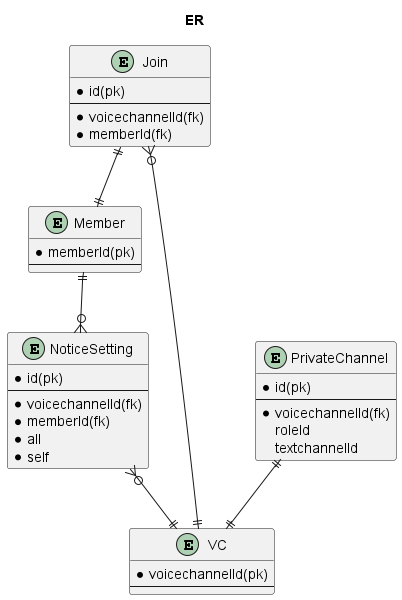 ER
E Join
id(pk)
voicechannelId(fk)
memberId(fk)
E Member
memberId(pk)
E NoticeSetting
id(pk)
voicechannelId(fk)
memberId(fk)
all
self
E PrivateChannel
id(pk)
voicechannelId(fk)
roleId
textchannelId
E VC
voicechannelId(pk)